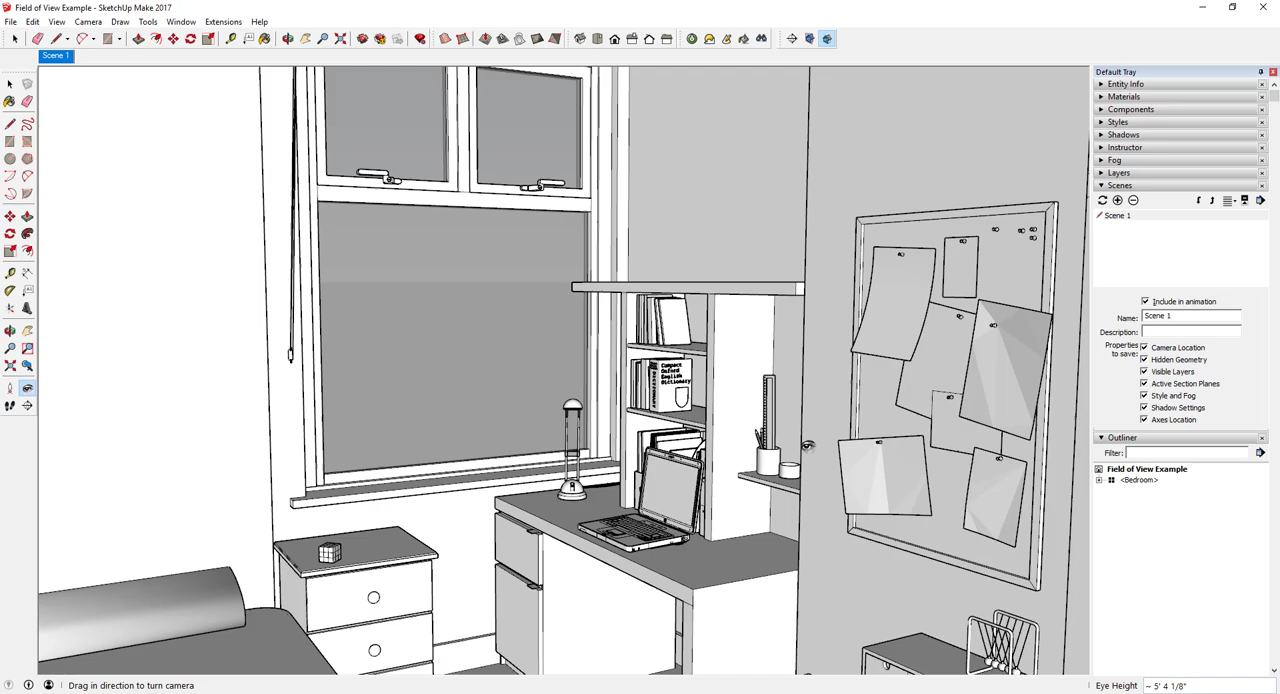 Field of View Example - SketchUp Make 2017
File Edit View Camera Draw Tools Window Extensions Help
Scene 1
Default Tray
Entity Info
Materials
Components
Styles
Shadows
Instructor
Fog
Layers
Scenes
Scene 1
Include in animation
Name: Scene 1
Description:
Properties to save:
Camera Location
Hidden Geometry
Visible Layers
Active Section Planes
Style and Fog
Shadow Settings
Axes Location
Outliner
Filter:
Field of View Example
<Bedroom>
Compact
Oxford
English
Dictionary
DICTIONARY
Drag in direction to turn camera
Eye Height ~ 5' 4 1/8"